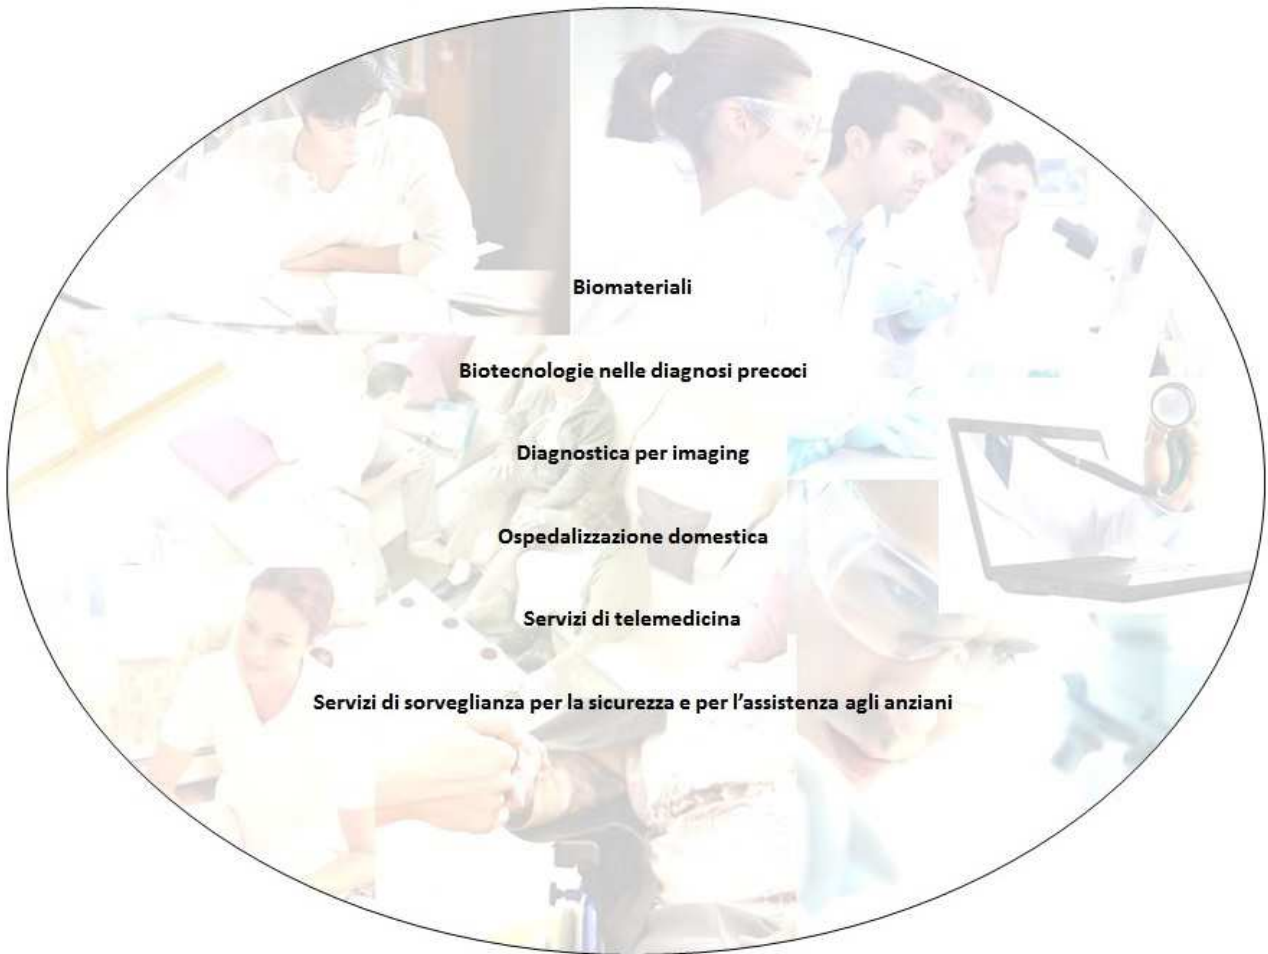 Biomateriali
Biotecnologie nelle diagnosi precoci
Diagnostica per imaging
Ospedalizzazione domestica
Servizi di telemedicina
Servizi di sorveglianza per la sicurezza e per l’assistenza agli anziani